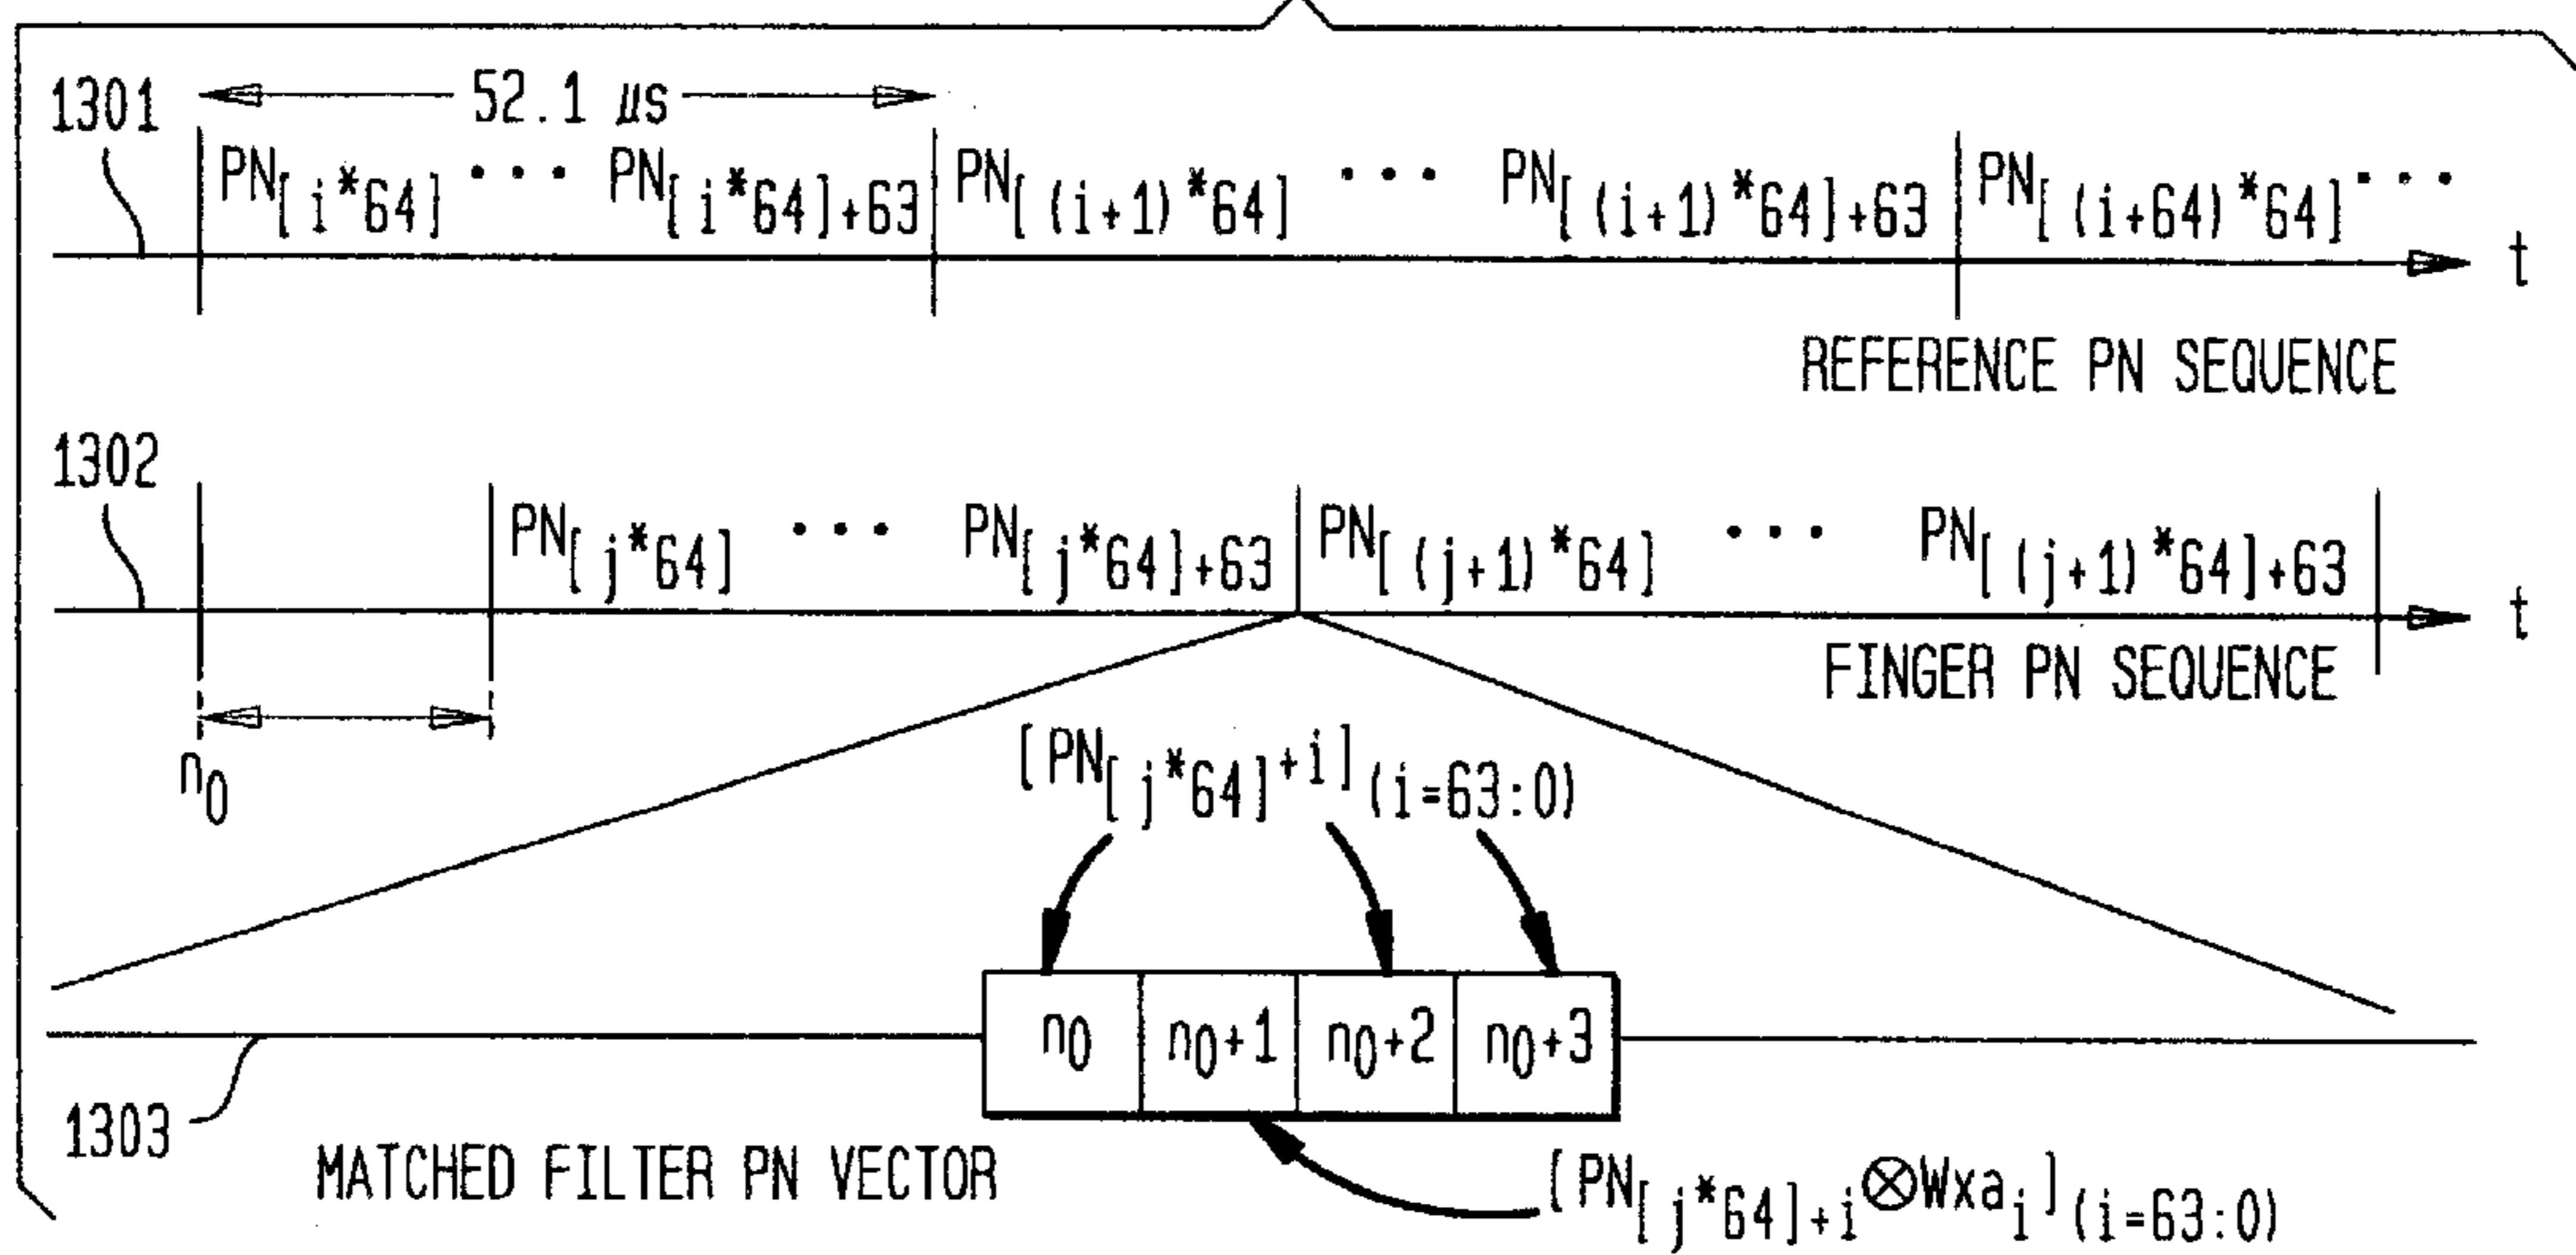 1301
52.1 μs
PN[i*64] ••• PN[i*64]+63 PN[(i+1)*64] ••• PN[(i+1)*64]+63 PN[(i+64)*64] •••
t
REFERENCE PN SEQUENCE
1302
PN[j*64] ••• PN[j*64]+63 PN[(j+1)*64] ••• PN[(j+1)*64]+63
t
FINGER PN SEQUENCE
n0
[PN[j*64]+i](i=63:0)
n0 n0+1 n0+2 n0+3
1303
MATCHED FILTER PN VECTOR
[PN[j*64]+i⊗Wxai](i=63:0)